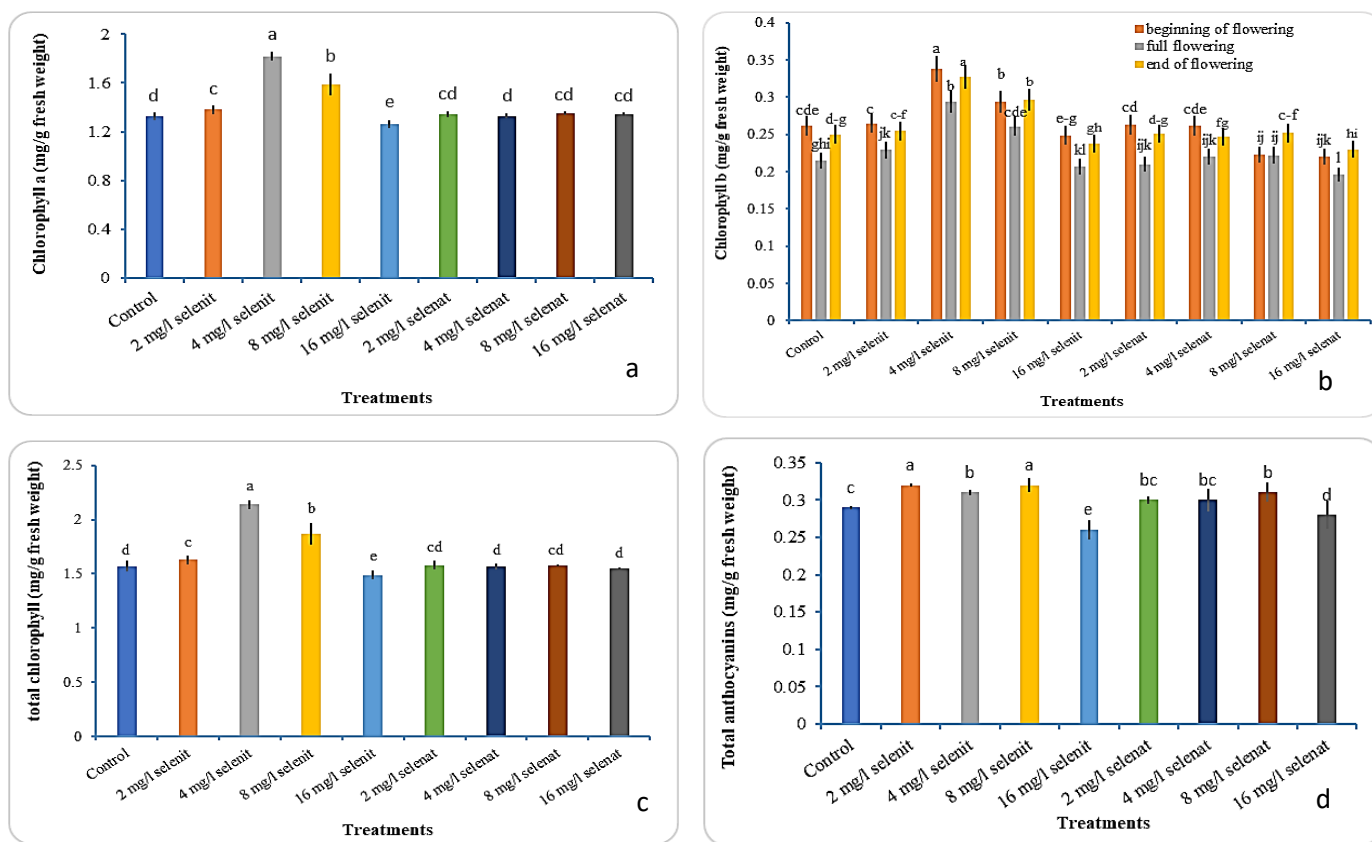 Chlorophyll a (mg/g fresh weight)
2
1.6
1.2
0.8
0.4
0
d
c
a
b
e
cd
d
cd
cd
Control
2 mg/l selenit
4 mg/l selenit
8 mg/l selenit
16 mg/l selenit
2 mg/l selenat
4 mg/l selenat
8 mg/l selenat
16 mg/l selenat
Treatments
a
Chlorophyll b (mg/g fresh weight)
0.4
0.35
0.3
0.25
0.2
0.15
0.1
0.05
0
beginning of flowering
full flowering
end of flowering
cde
ghi
d-g
c
jk
c-f
a
b
a
b
cde
b
e-g
kl
gh
cd
ijk
d-g
cde
ijk
fg
ij
ij
c-f
ijk
l
hi
Control
2 mg/l selenit
4 mg/l selenit
8 mg/l selenit
16 mg/l selenit
2 mg/l selenat
4 mg/l selenat
8 mg/l selenat
16 mg/l selenat
Treatments
b
total chlorophyll (mg/g fresh weight)
2.5
2
1.5
1
0.5
0
d
c
a
b
e
cd
d
cd
d
Control
2 mg/l selenit
4 mg/l selenit
8 mg/l selenit
16 mg/l selenit
2 mg/l selenat
4 mg/l selenat
8 mg/l selenat
16 mg/l selenat
Treatments
c
Total anthocyanins (mg/g fresh weight)
0.35
0.3
0.25
0.2
0.15
0.1
0.05
0
c
a
b
a
e
bc
bc
b
d
Control
2 mg/l selenit
4 mg/l selenit
8 mg/l selenit
16 mg/l selenit
2 mg/l selenat
4 mg/l selenat
8 mg/l selenat
16 mg/l selenat
Treatments
d